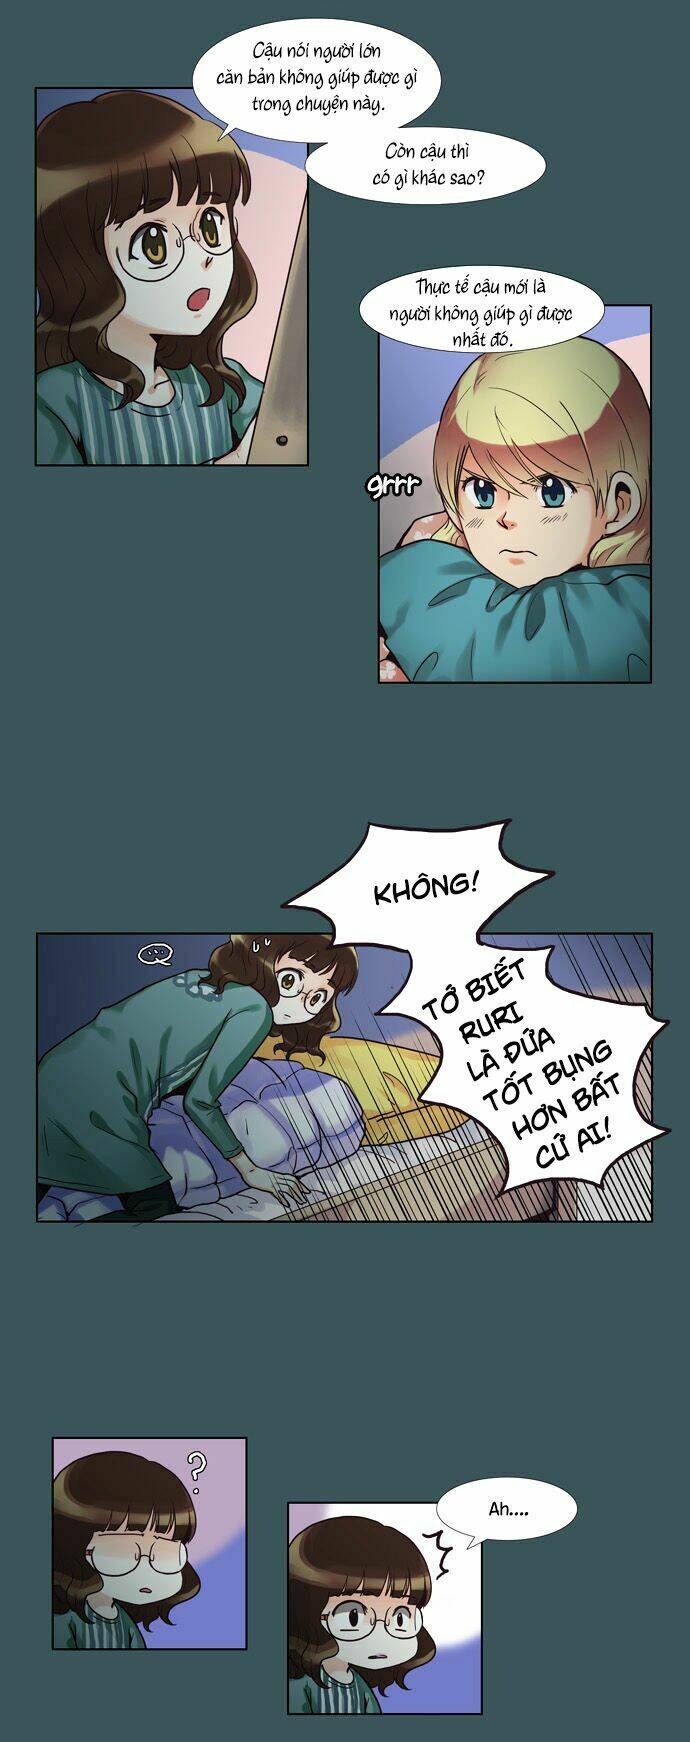 Cậu nói người lớn
căn bản không giúp được gì
trong chuyện này.
Còn cậu thì
có gì khác sao?
Thực tế cậu mới là
người không giúp gì được
nhất đó.
grrr
KHÔNG!
TỚ BIẾT
RURI
LÀ ĐỨA
TỐT BỤNG
HƠN BẤT
CỨ AI!
?
Ah....